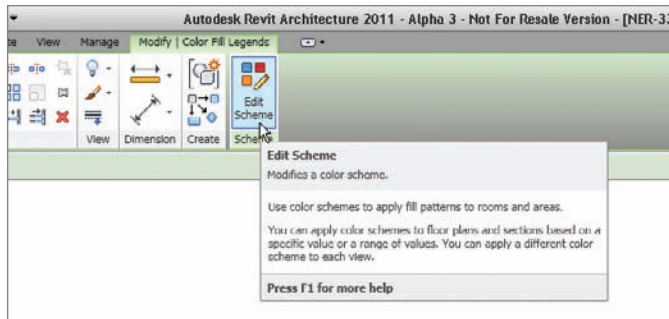 Autodesk Revit Architecture 2011 - Alpha 3 - Not For Resale Version - [NER-32
te View Manage Modify | Color Fill Legends
Edit
Scheme
View Dimension Create Scheme
Edit Scheme
Modifies a color scheme.
Use color schemes to apply fill patterns to rooms and areas.
You can apply color schemes to floor plans and sections based on a
specific value or a range of values. You can apply a different color
scheme to each view.
Press F1 for more help